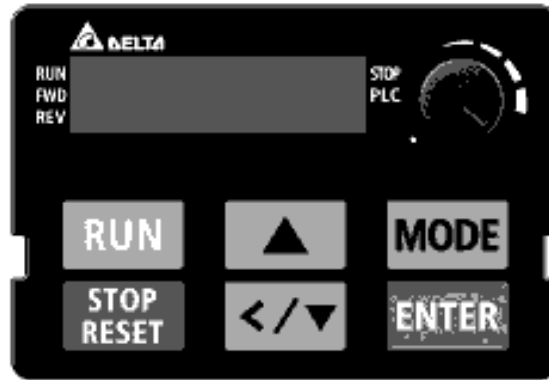 DELTA
RUN
FWD
REV
STOP
PLC
RUN
MODE
STOP
RESET
</▼
ENTER